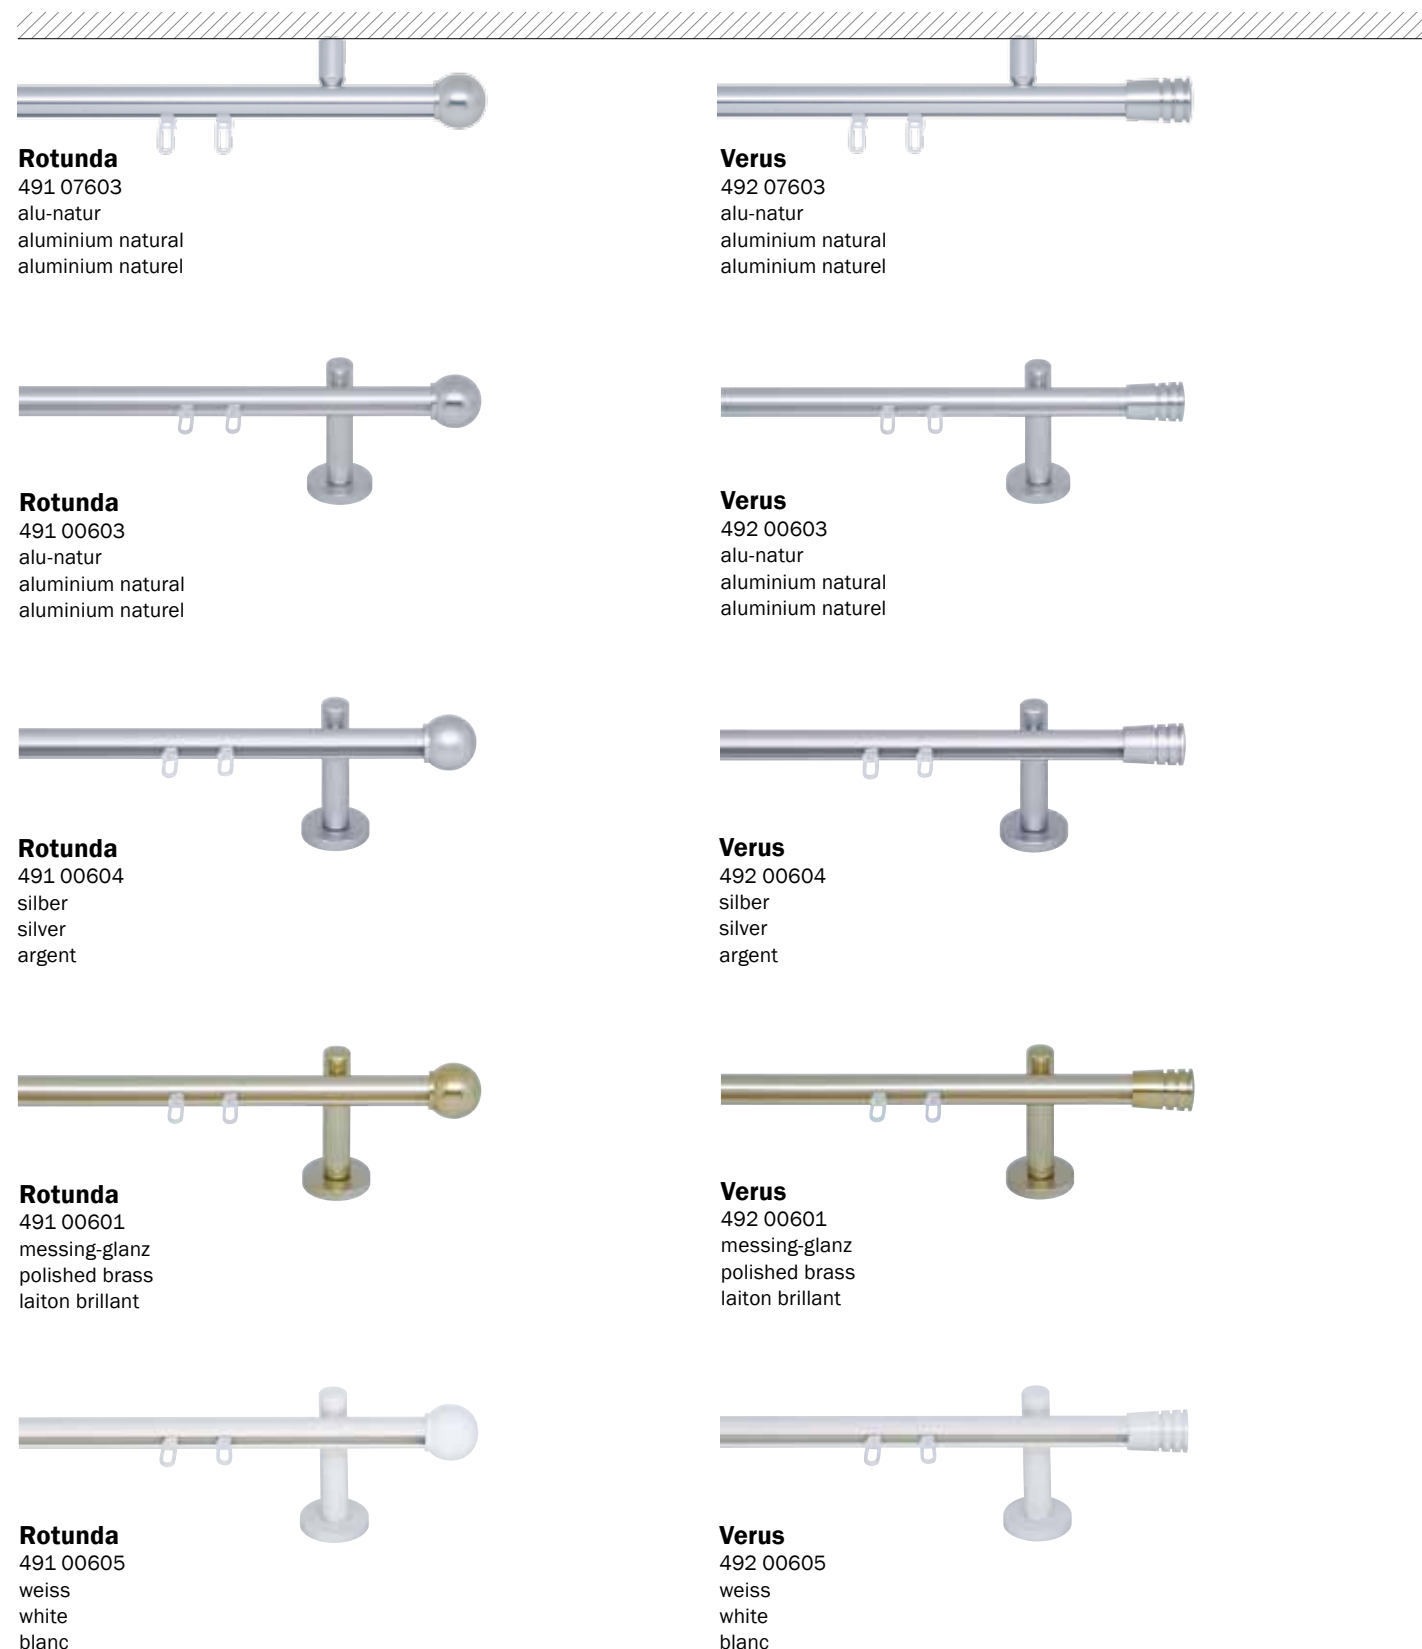 Rotunda
491 07603
alu-natur
aluminium natural
aluminium naturel
Verus
492 07603
alu-natur
aluminium natural
aluminium naturel
Rotunda
491 00603
alu-natur
aluminium natural
aluminium naturel
Verus
492 00603
alu-natur
aluminium natural
aluminium naturel
Rotunda
491 00604
silber
silver
argent
Verus
492 00604
silber
silver
argent
Rotunda
491 00601
messing-glanz
polished brass
laiton brillant
Verus
492 00601
messing-glanz
polished brass
laiton brillant
Rotunda
491 00605
weiss
white
blanc
Verus
492 00605
weiss
white
blanc